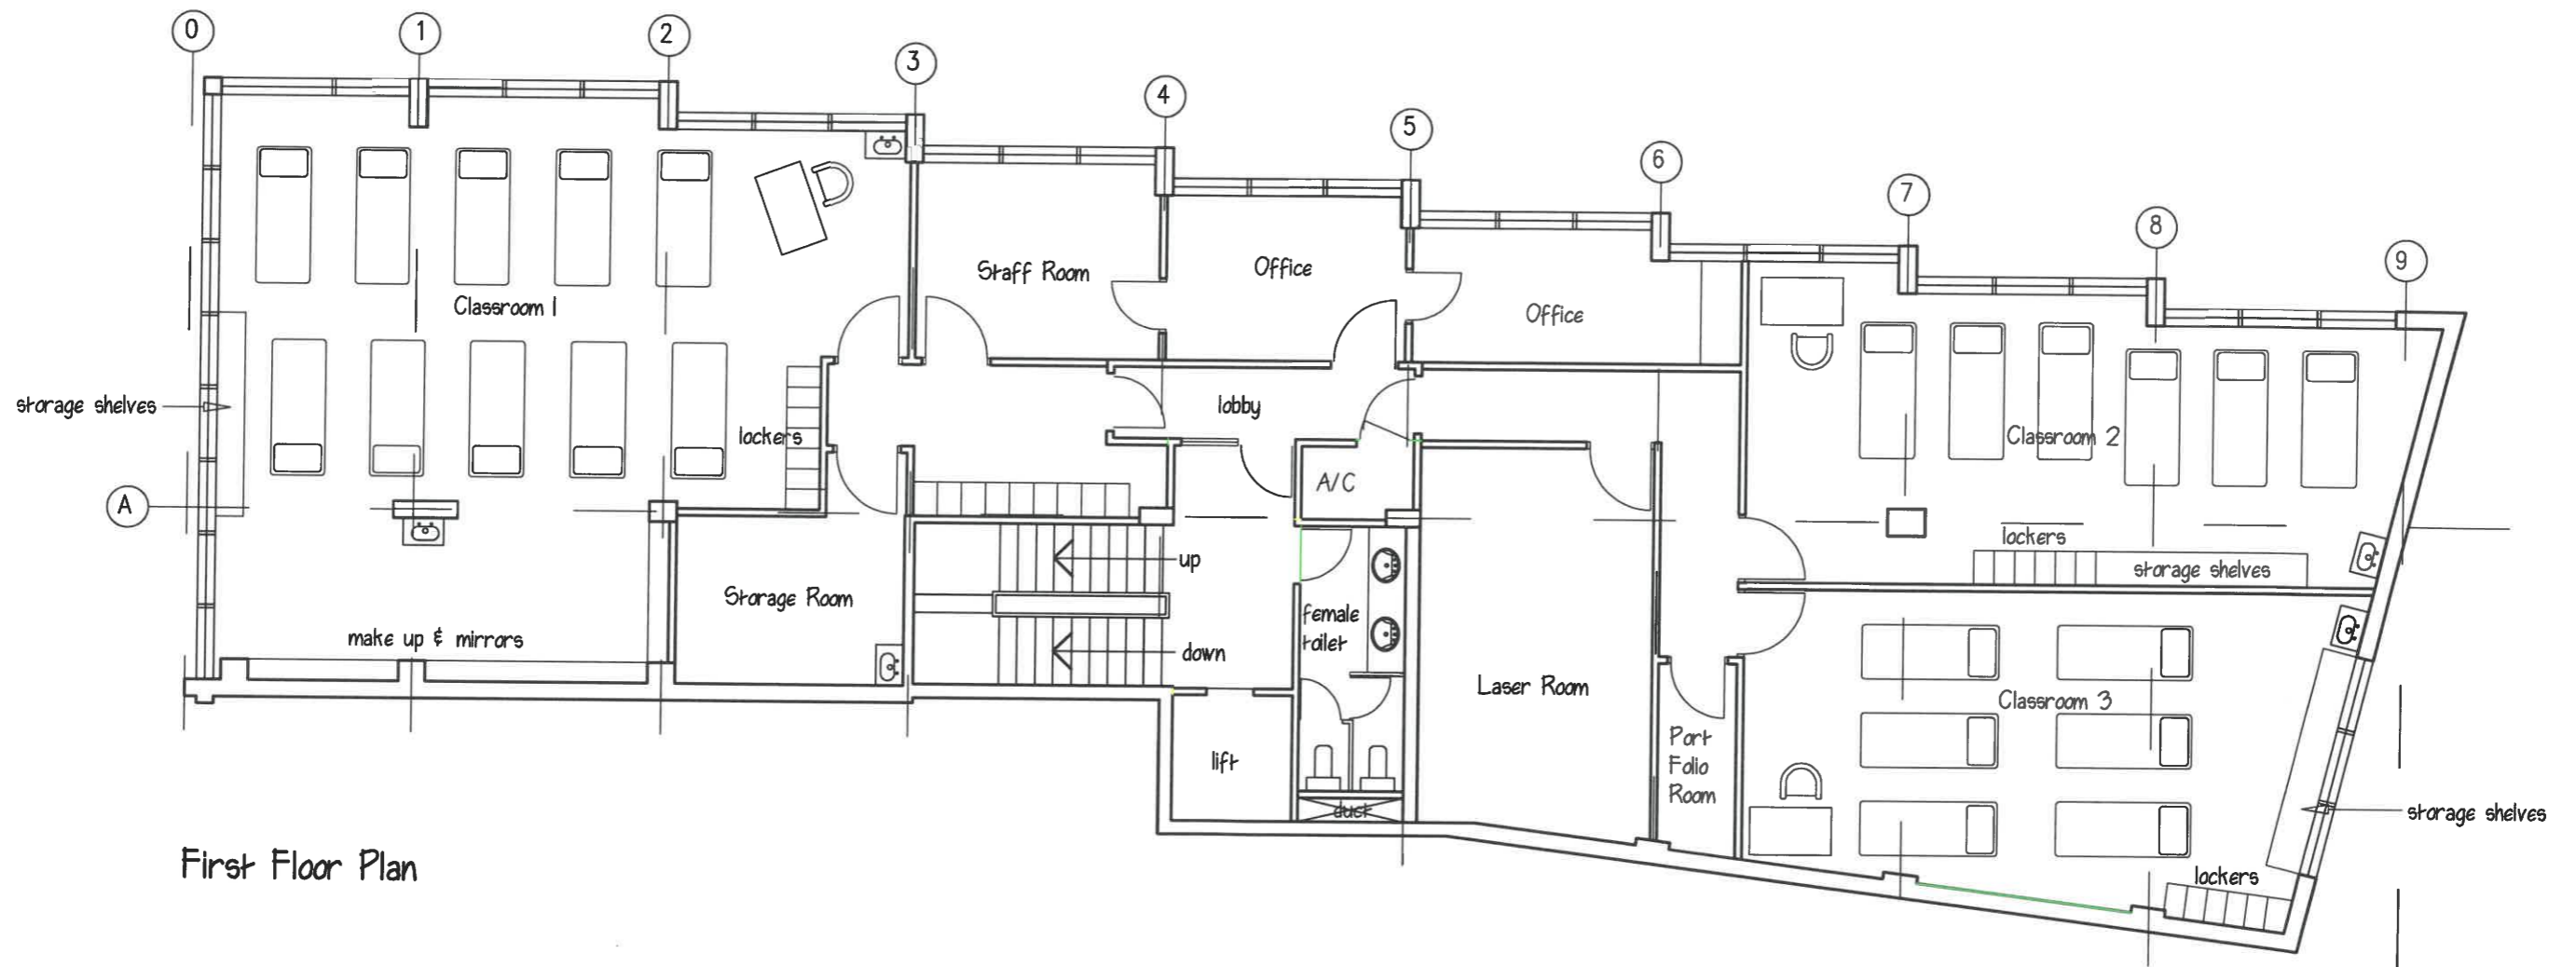 0
1
2
3
4
5
6
7
8
9
A
Classroom 1
storage shelves
lockers
make up & mirrors
Staff Room
Office
Office
lobby
A/C
Storage Room
up
down
female
toilet
lift
duct
Laser Room
Port
Folio
Room
Classroom 2
lockers
storage shelves
Classroom 3
storage shelves
lockers
First Floor Plan